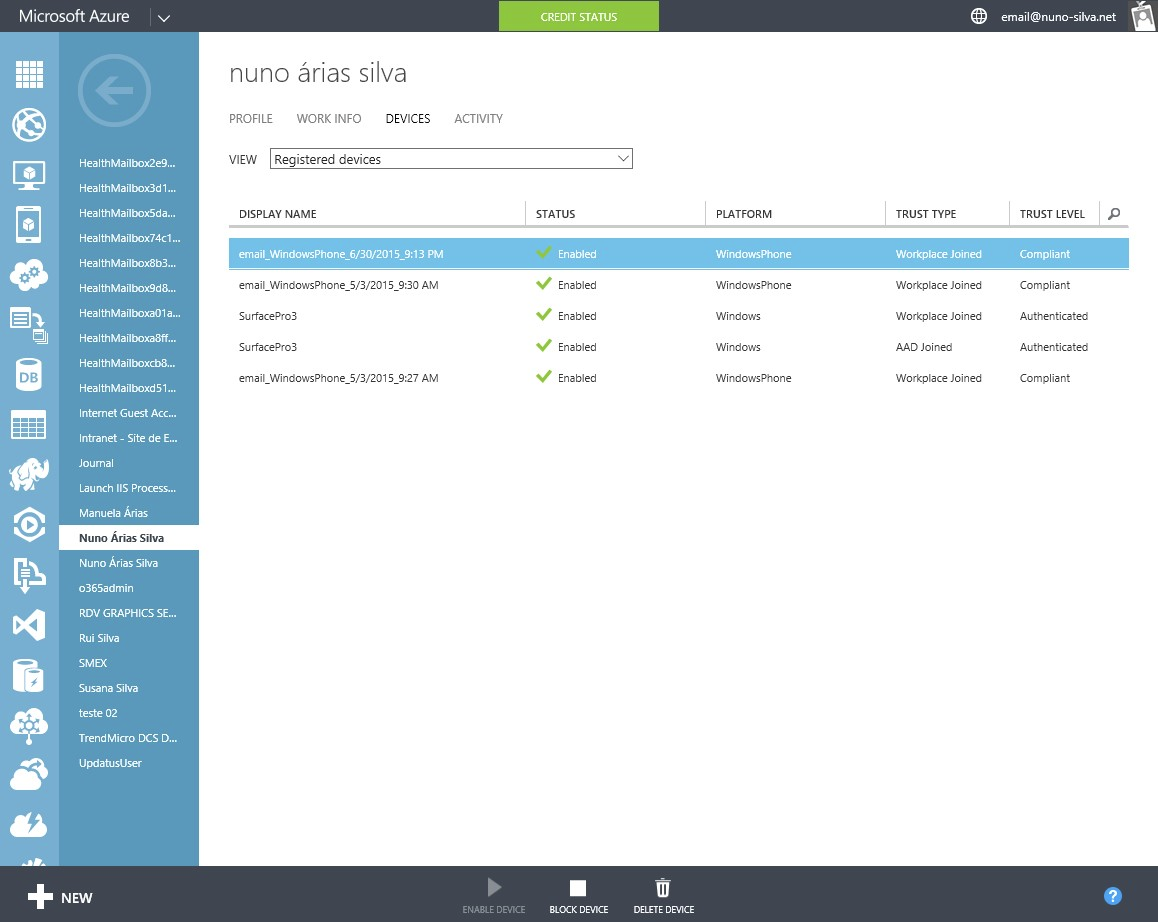 Microsoft Azure
CREDIT STATUS
email@nuno-silva.net
HealthMailbox2e9...
HealthMailbox3d1...
HealthMailbox5da...
HealthMailbox74c1...
HealthMailbox8b3...
HealthMailbox9d8...
HealthMailboxa01a...
HealthMailboxa8ff...
HealthMailboxcb8...
HealthMailboxd51...
Internet Guest Acc...
Intranet - Site de E...
Journal
Launch IIS Process...
Manuela Árias
Nuno Árias Silva
Nuno Árias Silva
o365admin
RDV GRAPHICS SE...
Rui Silva
SMEX
Susana Silva
teste 02
TrendMicro DCS D...
UpdatusUser
nuno árias silva
PROFILE WORK INFO DEVICES ACTIVITY
VIEW Registered devices
DISPLAY NAME STATUS PLATFORM TRUST TYPE TRUST LEVEL
email_WindowsPhone_6/30/2015_9:13 PM Enabled WindowsPhone Workplace Joined Compliant
email_WindowsPhone_5/3/2015_9:30 AM Enabled WindowsPhone Workplace Joined Compliant
SurfacePro3 Enabled Windows Workplace Joined Authenticated
SurfacePro3 Enabled Windows AAD Joined Authenticated
email_WindowsPhone_5/3/2015_9:27 AM Enabled WindowsPhone Workplace Joined Compliant
DB
NEW
ENABLE DEVICE BLOCK DEVICE DELETE DEVICE
?